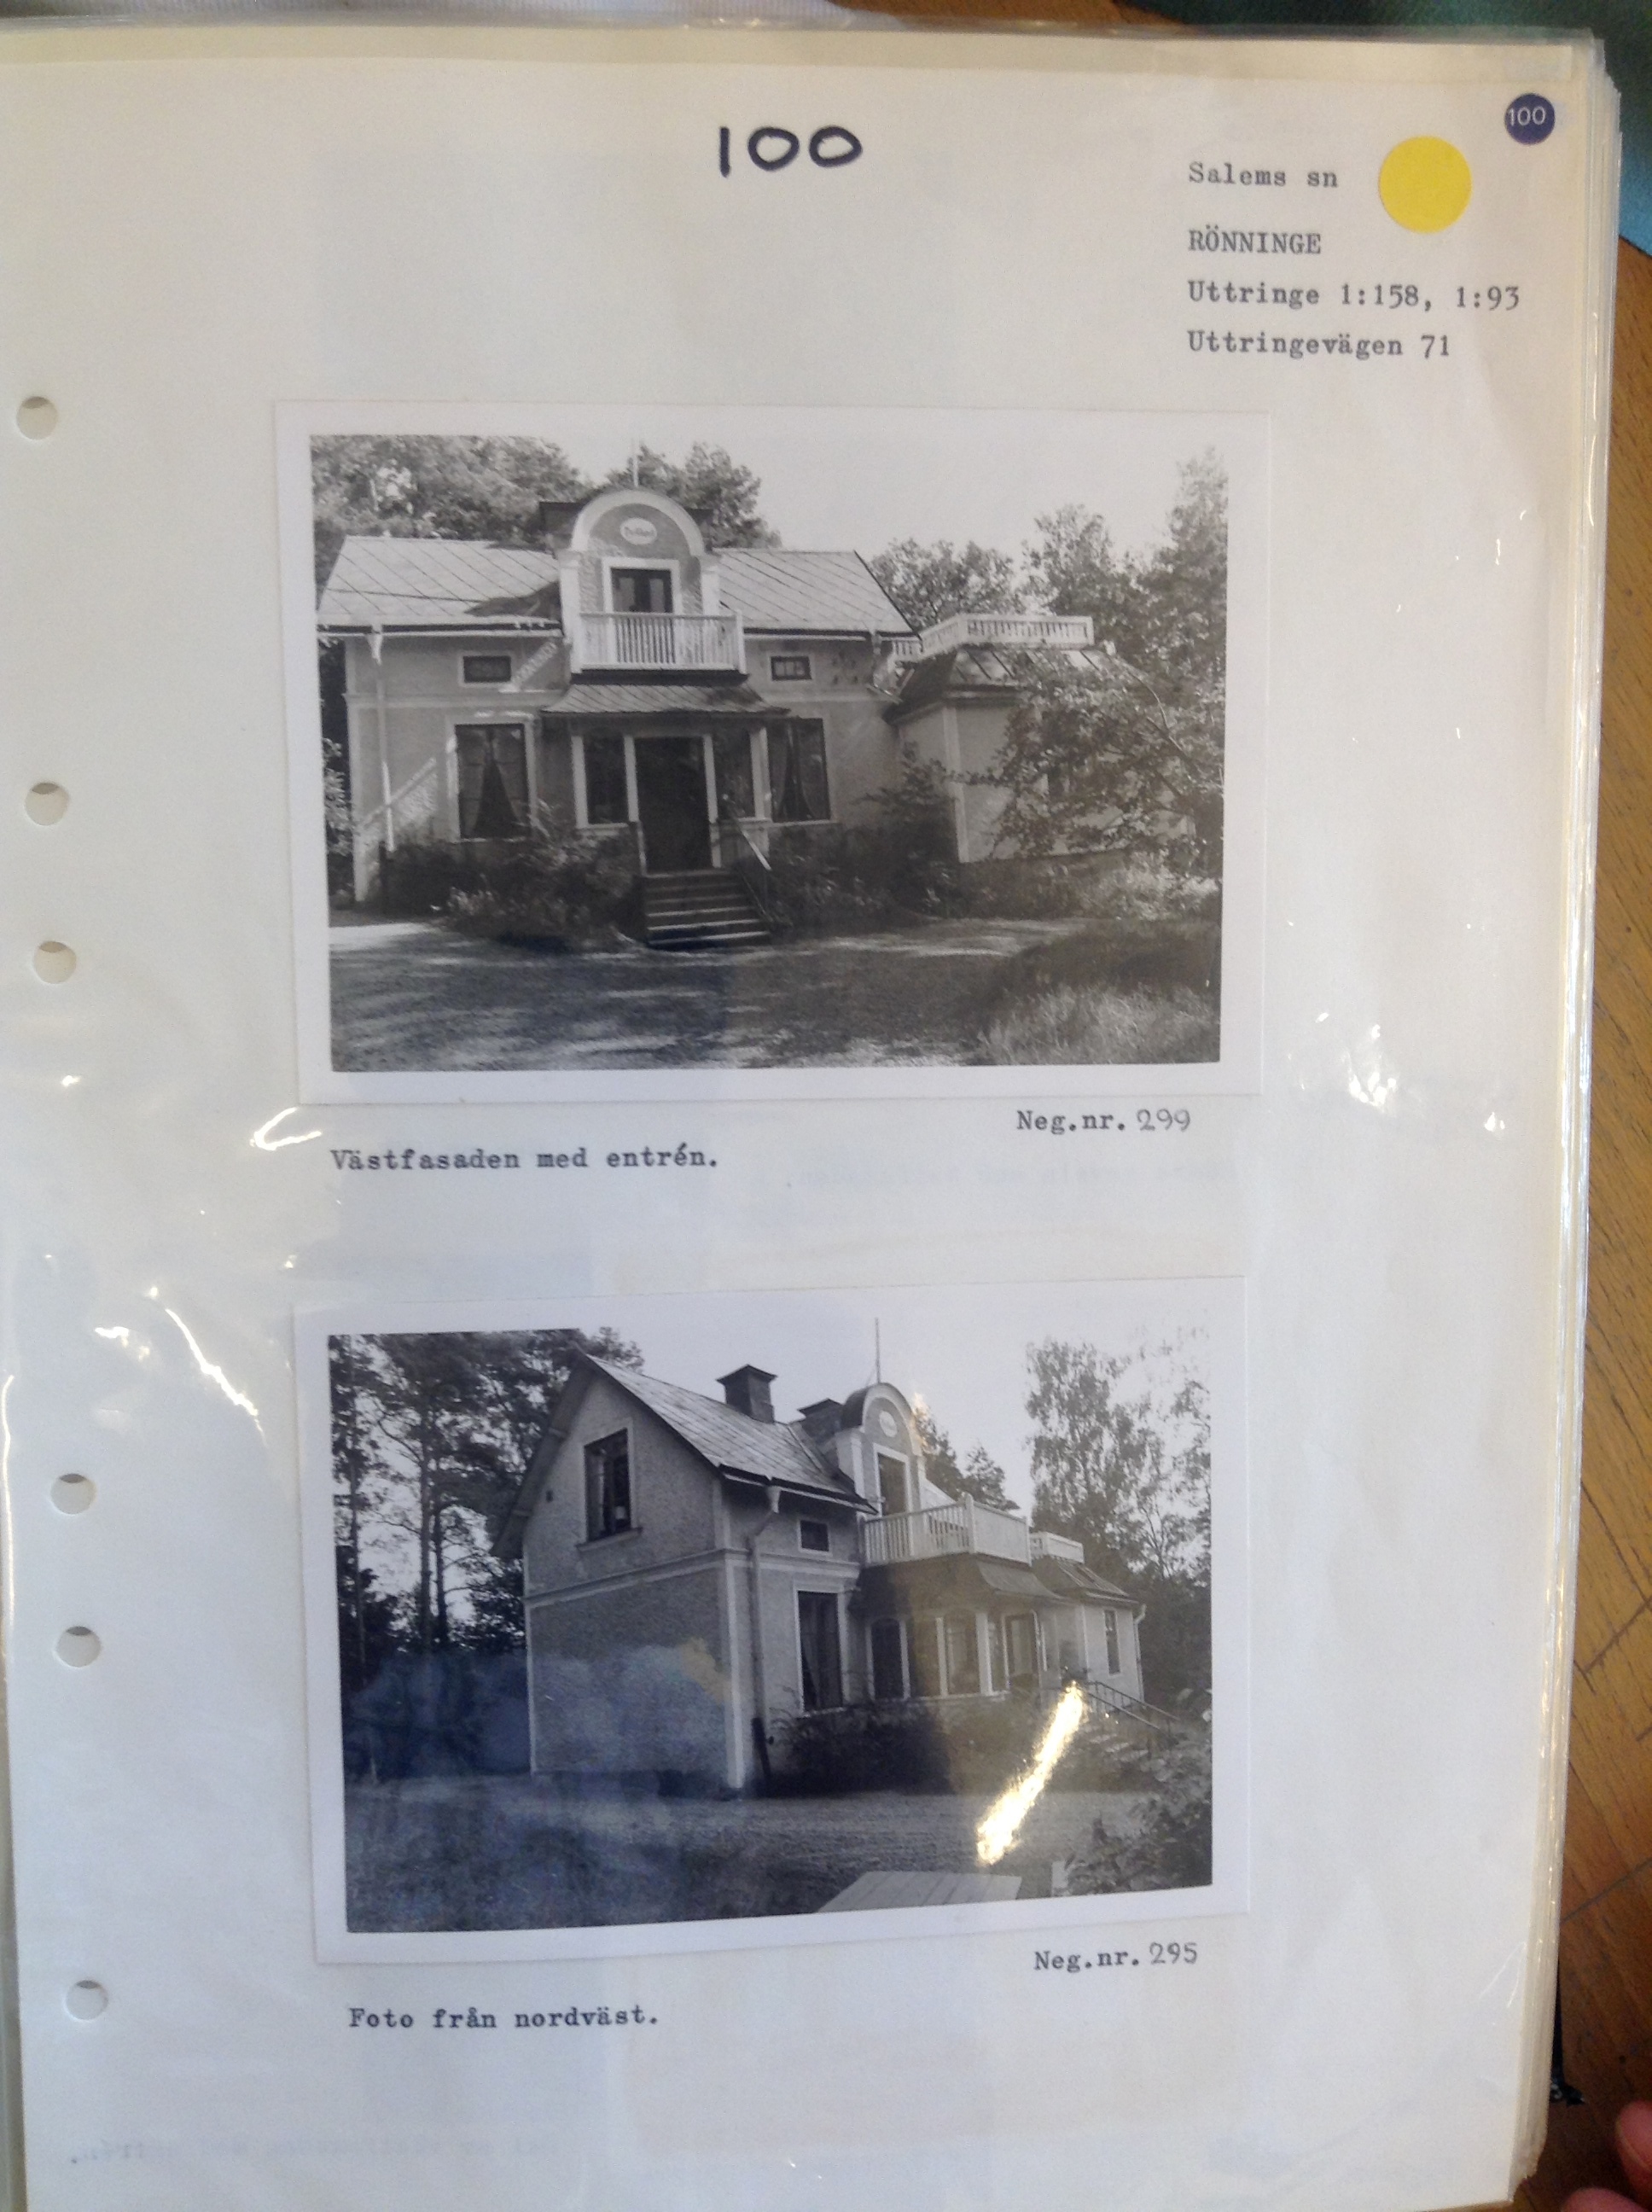 100
100
Salems sn
RÖNNINGE
Uttringe 1:158, 1:93
Uttringevägen 71
Neg.nr. 299
Västfasaden med entrén.
Neg.nr. 295
Foto från nordväst.